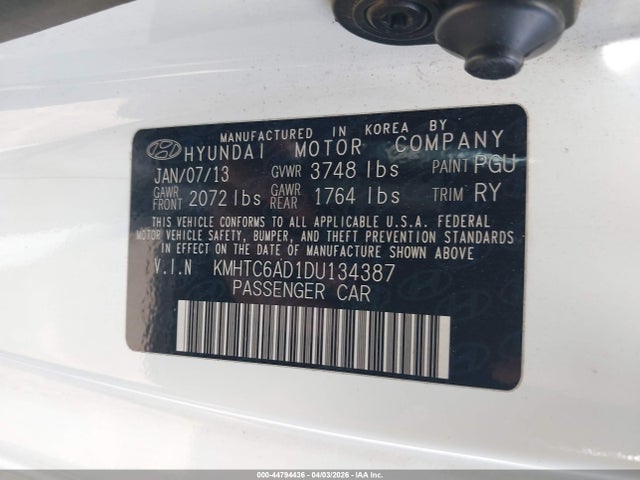 MANUFACTURED IN KOREA BY
HYUNDAI MOTOR COMPANY
JAN/07/13 GVWR 3748 lbs PAINT PGU
GAWR FRONT 2072 lbs GAWR REAR 1764 lbs TRIM RY
THIS VEHICLE CONFORMS TO ALL APPLICABLE U.S.A. FEDERAL
MOTOR VEHICLE SAFETY, BUMPER, AND THEFT PREVENTION
STANDARDS IN EFFECT ON THE DATE OF MANUFACTURE SHOWN ABOVE
V.I.N KMHTC6AD1DU134387
PASSENGER CAR
000-44794436 | 04/03/2026 - COPYRIGHT IAA, LLC